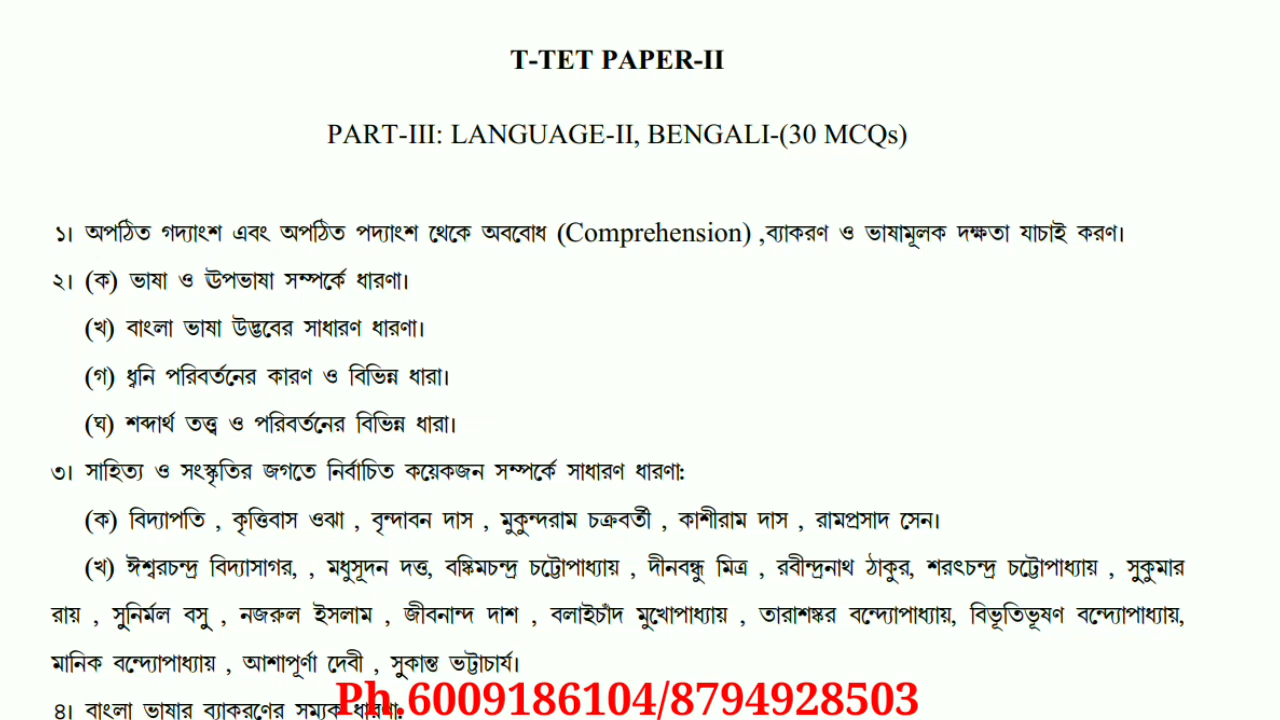 T-TET PAPER-II
PART-III: LANGUAGE-II, BENGALI-(30 MCQs)
১। অপঠিত গদ্যাংশ এবং অপঠিত পদ্যাংশ থেকে অববোধ (Comprehension) ,ব্যাকরণ ও ভাষামূলক দক্ষতা যাচাই করণ।
২। (ক) ভাষা ও ঊপভাষা সম্পর্কে ধারণা।
(খ) বাংলা ভাষা উদ্ভবের সাধারণ ধারণা।
(গ) ধ্বনি পরিবর্তনের কারণ ও বিভিন্ন ধারা।
(ঘ) শব্দার্থ তত্ত্ব ও পরিবর্তনের বিভিন্ন ধারা।
৩। সাহিত্য ও সংস্কৃতির জগতে নির্বাচিত কয়েকজন সম্পর্কে সাধারণ ধারণা:
(ক) বিদ্যাপতি , কৃত্তিবাস ওঝা , বৃন্দাবন দাস , মুকুন্দরাম চক্রবর্তী , কাশীরাম দাস , রামপ্রসাদ সেন।
(খ) ঈশ্বরচন্দ্র বিদ্যাসাগর, , মধুসূদন দত্ত, বঙ্কিমচন্দ্র চট্টোপাধ্যায় , দীনবন্ধু মিত্র , রবীন্দ্রনাথ ঠাকুর, শরৎচন্দ্র চট্টোপাধ্যায় , সুকুমার
রায় , সুনির্মল বসু , নজরুল ইসলাম , জীবনান্দ দাশ , বলাইচাঁদ মুখোপাধ্যায় , তারাশঙ্কর বন্দ্যোপাধ্যায়, বিভূতিভূষণ বন্দ্যোপাধ্যায়,
মানিক বন্দ্যোপাধ্যায় , আশাপূর্ণা দেবী , সুকান্ত ভট্টাচার্য।
৪। বাংলা ভাষার ব্যাকরণের সম্যক ধারণা:
Ph.6009186104/8794928503